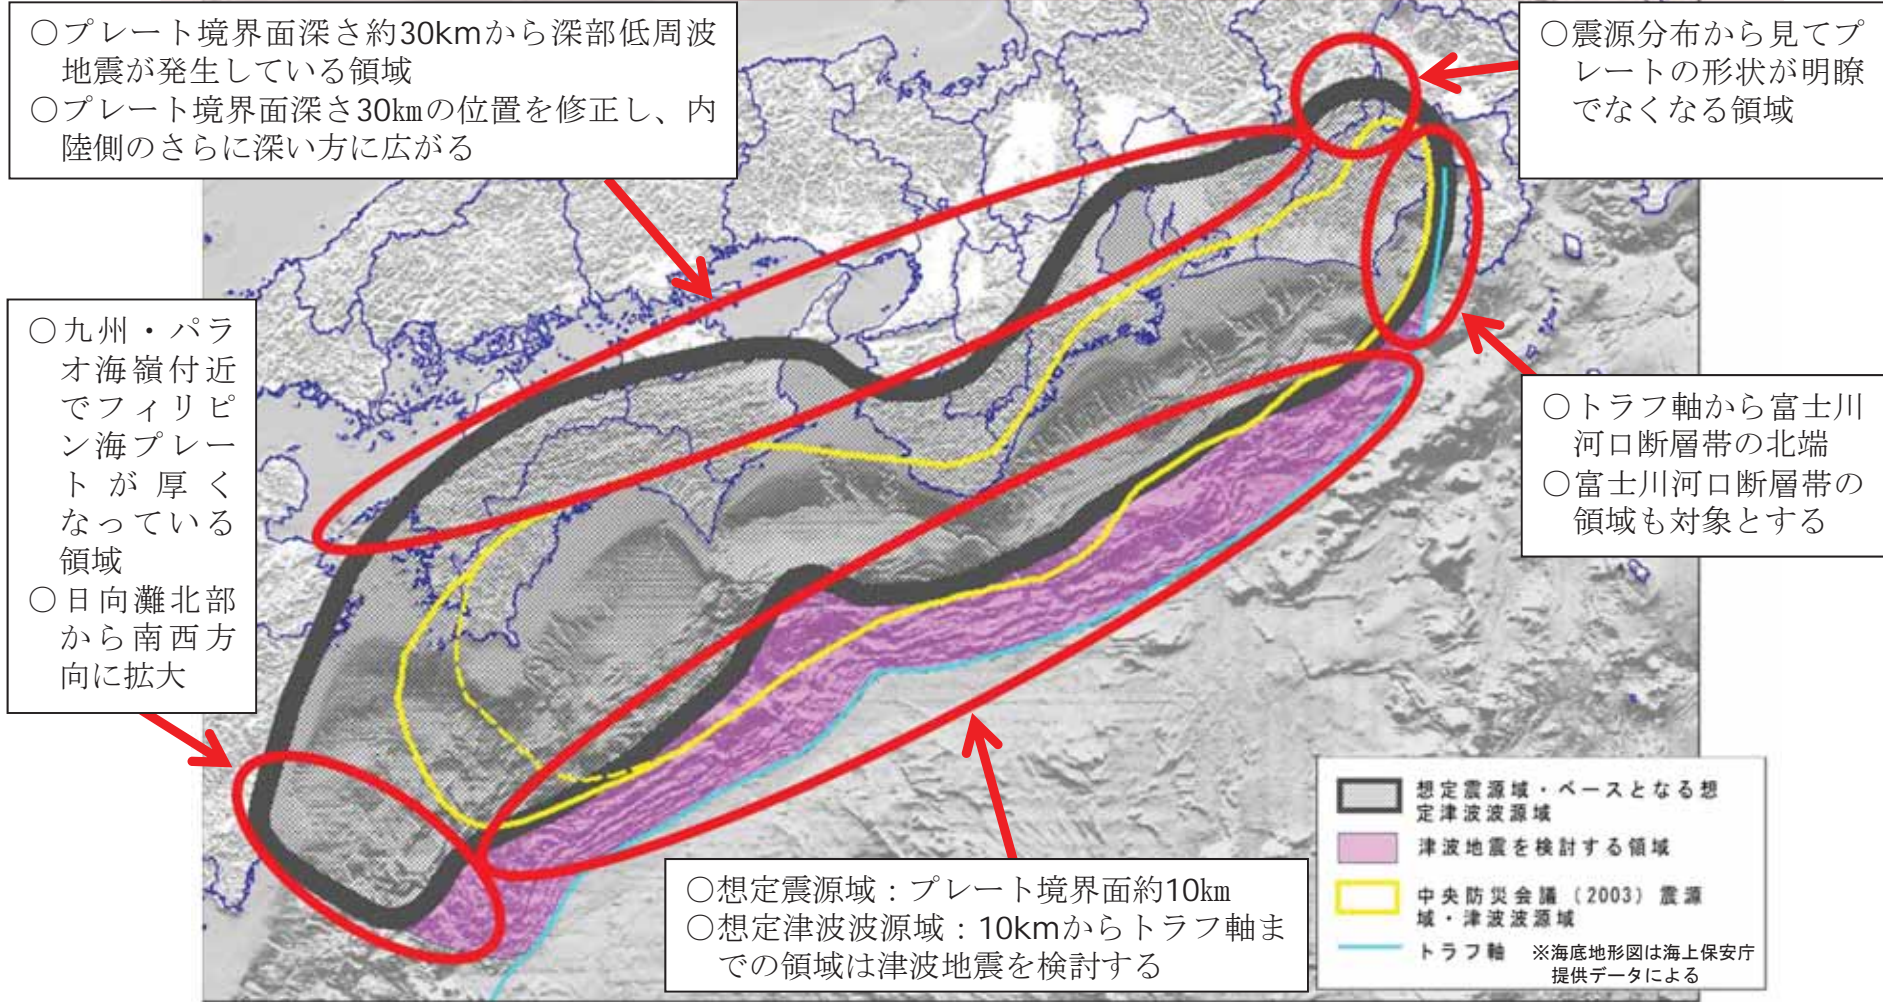 ○プレート境界面深さ約30kmから深部低周波
地震が発生している領域
○プレート境界面深さ30㎞の位置を修正し、内
陸側のさらに深い方に広がる
○震源分布から見てプ
レートの形状が明瞭
でなくなる領域
○九州・パラ
オ海嶺付近
でフィリピ
ン海プレー
トが厚く
なっている
領域
○日向灘北部
から南西方
向に拡大
○トラフ軸から富士川
河口断層帯の北端
○富士川河口断層帯の
領域も対象とする
○想定震源域：プレート境界面約10㎞
○想定津波波源域：10kmからトラフ軸ま
での領域は津波地震を検討する
想定震源域・ベースとなる想
定津波波源域
津波地震を検討する領域
中央防災会議（2003）震源
域・津波波源域
トラフ軸
※海底地形図は海上保安庁
提供データによる